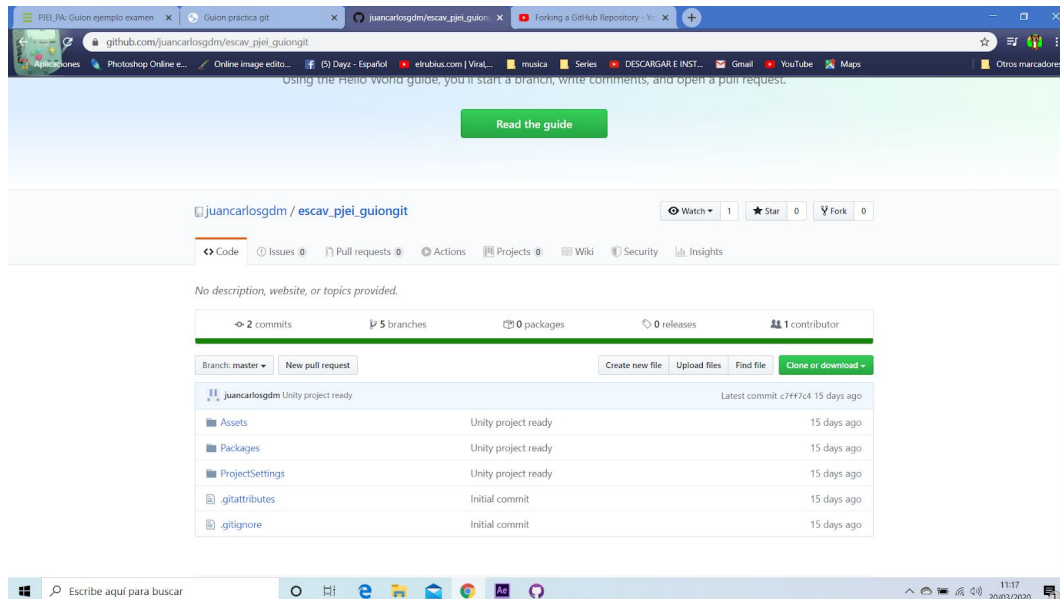 PJEI_PA: Guion ejemplo examen
Guion práctica git
juancarlosgdm/escav_pjei_guion
Forking a GitHub Repository - Yo
github.com/juancarlosgdm/escav_pjei_guiongit
Aplicaciones
Photoshop Online e...
Online image edito...
(5) Dayz - Español
elrubius.com | Viral,...
musica
Series
DESCARGAR E INST...
Gmail
YouTube
Maps
Otros marcadores
Using the Hello World guide, you'll start a branch, write comments, and open a pull request.
Read the guide
juancarlosgdm / escav_pjei_guiongit
Watch 1
Star 0
Fork 0
Code
Issues 0
Pull requests 0
Actions
Projects 0
Wiki
Security
Insights
No description, website, or topics provided.
2 commits
5 branches
0 packages
0 releases
1 contributor
Branch: master
New pull request
Create new file
Upload files
Find file
Clone or download
juancarlosgdm Unity project ready
Latest commit c7ff7c4 15 days ago
Assets Unity project ready 15 days ago
Packages Unity project ready 15 days ago
ProjectSettings Unity project ready 15 days ago
.gitattributes Initial commit 15 days ago
.gitignore Initial commit 15 days ago
Escribe aquí para buscar
Ae
11:17
20/03/2020